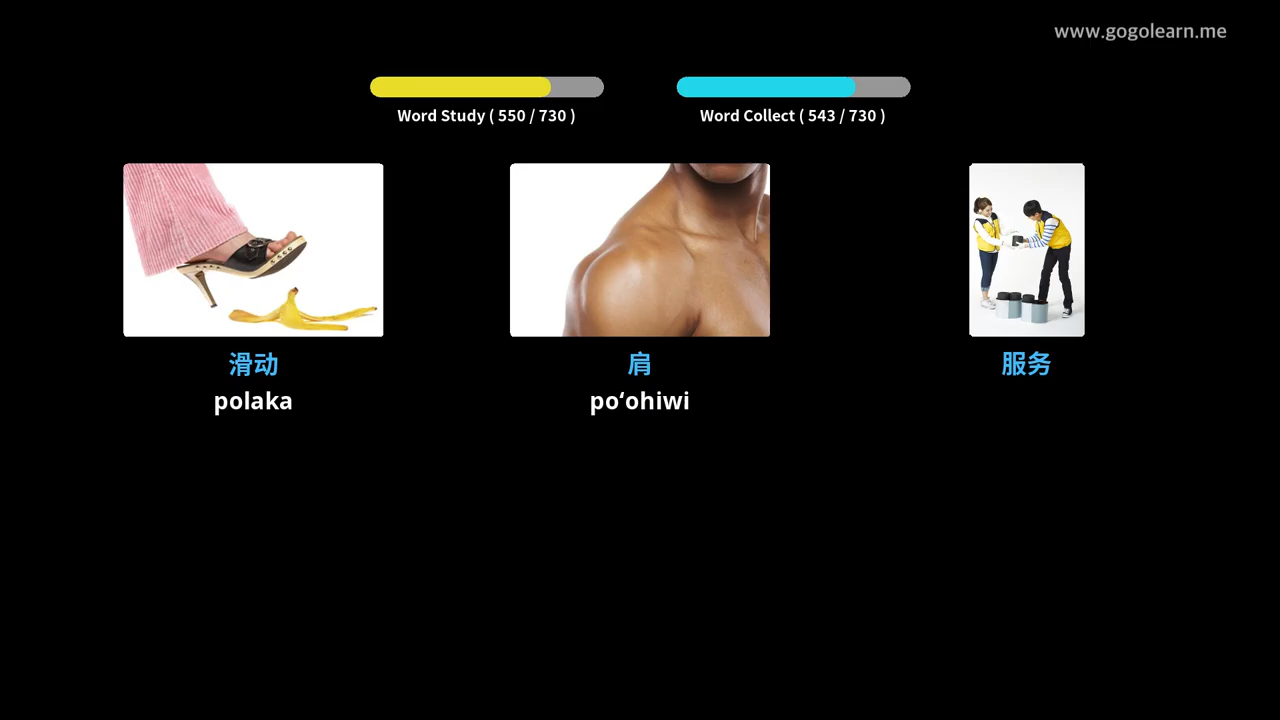 www.gogolearn.me
Word Study ( 550 / 730 )
Word Collect ( 543 / 730 )
滑动
polaka
肩
poʻohiwi
服务